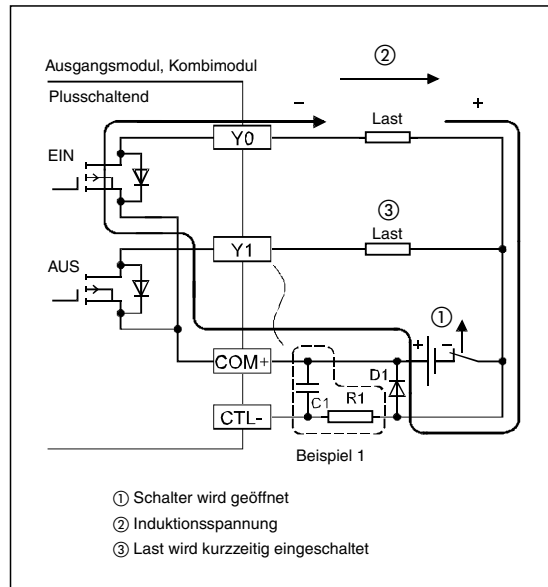 ②
Ausgangsmodul, Kombimodul
Plusschaltend
− +
Last
Y0
EIN
③
Last
Y1
AUS
①
+ −
COM+
D1
C1 R1
CTL-
Beispiel 1
① Schalter wird geöffnet
② Induktionsspannung
③ Last wird kurzzeitig eingeschaltet